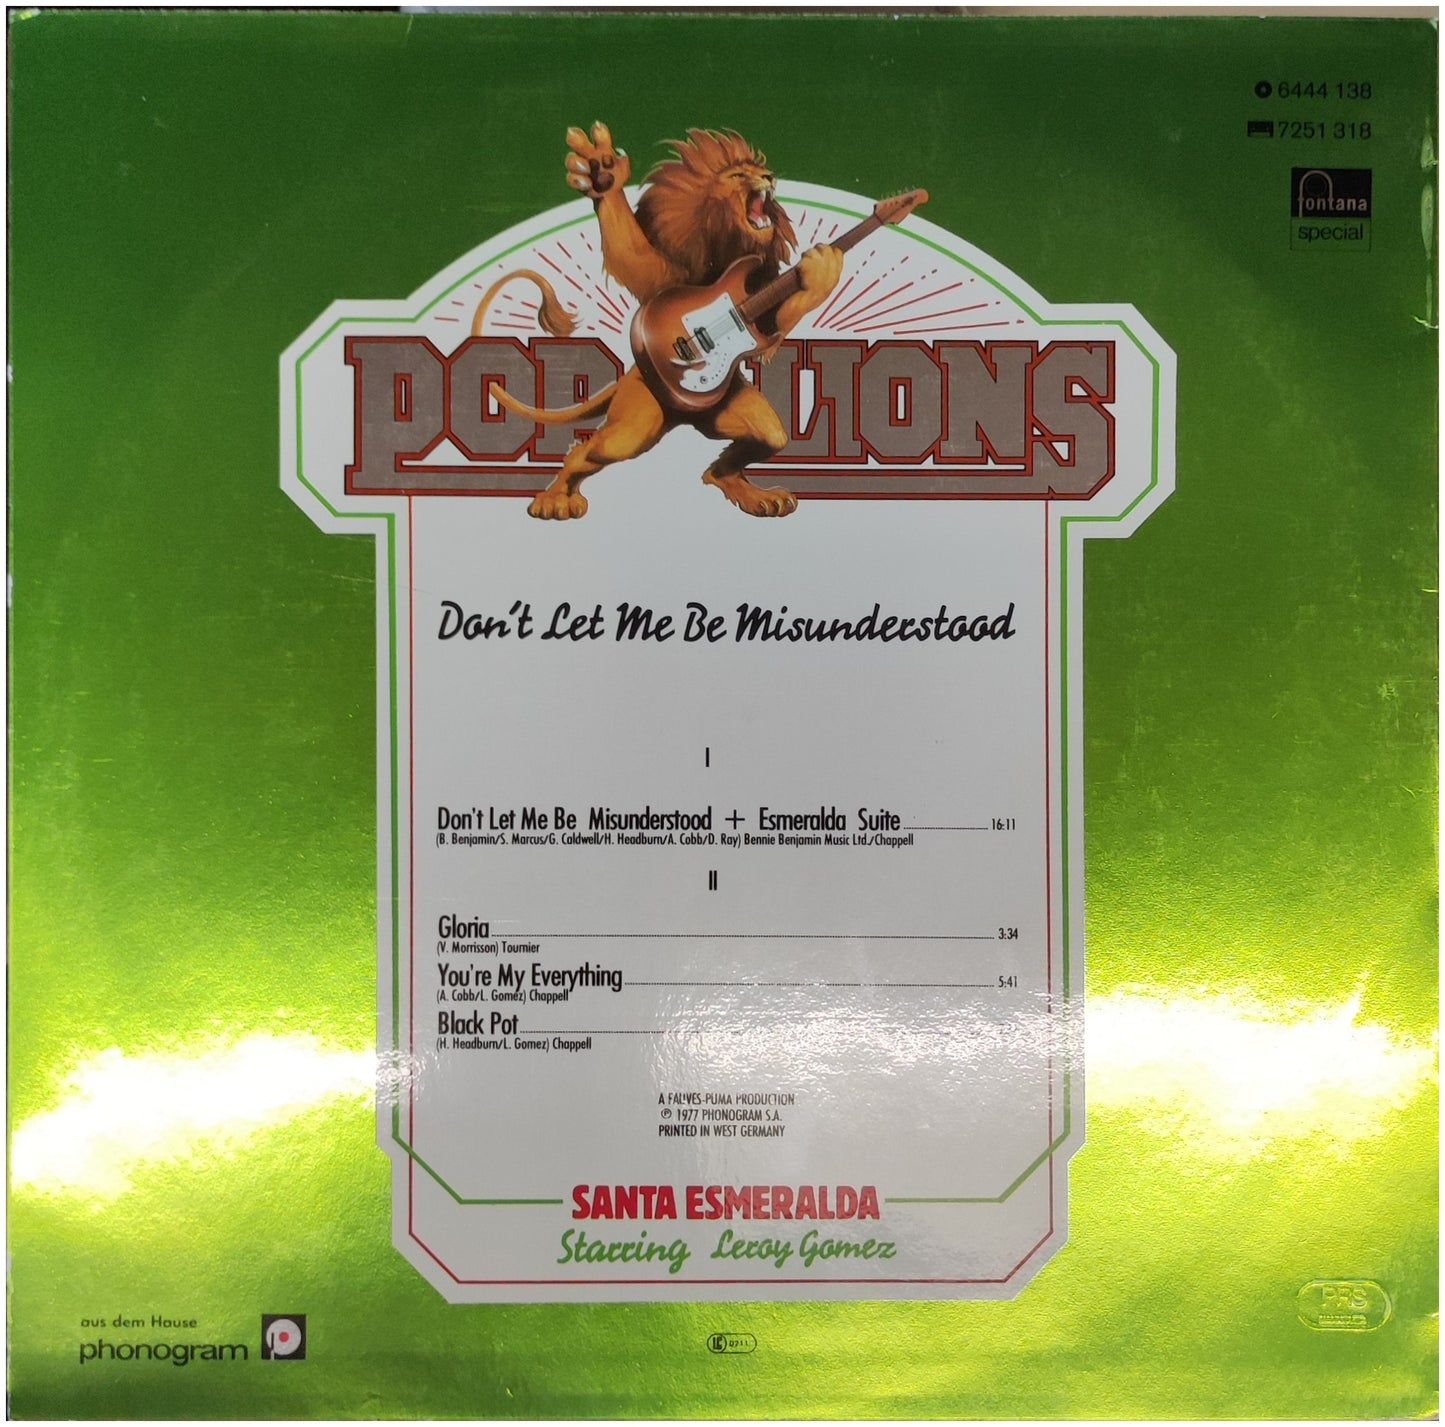 6444 138
7251 318
fontana
special
POP LIONS
Don't Let Me Be Misunderstood
I
Don't Let Me Be Misunderstood + Esmeralda Suite 16:11
(B. Benjamin/S. Marcus/G. Caldwell/H. Headburn/A. Cobb/D. Ray) Bennie Benjamin Music Ltd./Chappell
II
Gloria 3:34
(V. Morrisson) Tournier
You're My Everything 5:41
(A. Cobb/L. Gomez) Chappell
Black Pot
(H. Headburn/L. Gomez) Chappell
A FAUVES-PUMA PRODUCTION
℗ 1977 PHONOGRAM S.A.
PRINTED IN WEST GERMANY
SANTA ESMERALDA
Starring Leroy Gomez
aus dem Hause
phonogram
LC 0711
PRS